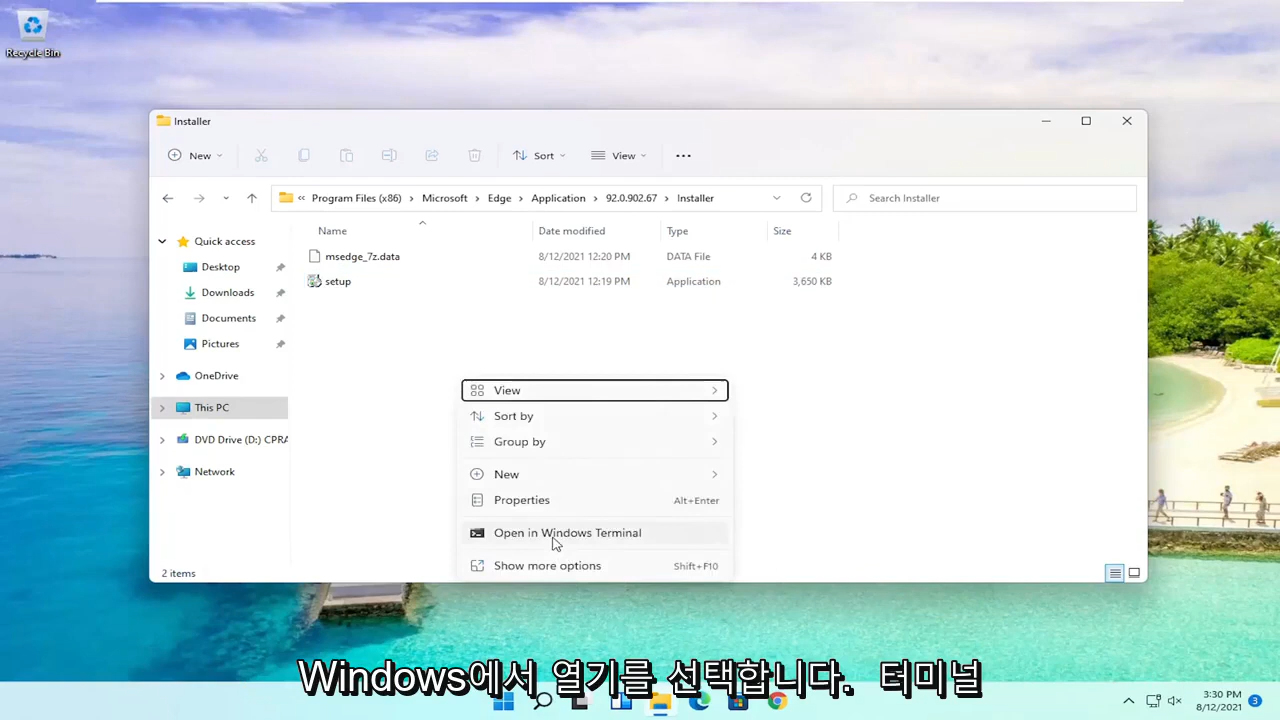 Recycle Bin
Installer
New
Sort
View
« Program Files (x86) > Microsoft > Edge > Application > 92.0.902.67 > Installer
Search Installer
Name Date modified Type Size
msedge_7z.data 8/12/2021 12:20 PM DATA File 4 KB
setup 8/12/2021 12:19 PM Application 3,650 KB
Quick access
Desktop
Downloads
Documents
Pictures
OneDrive
This PC
DVD Drive (D:) CPRA
Network
View
Sort by
Group by
New
Properties Alt+Enter
Open in Windows Terminal
Show more options Shift+F10
2 items
Windows에서 열기를 선택합니다. 터미널
3:30 PM
8/12/2021
3